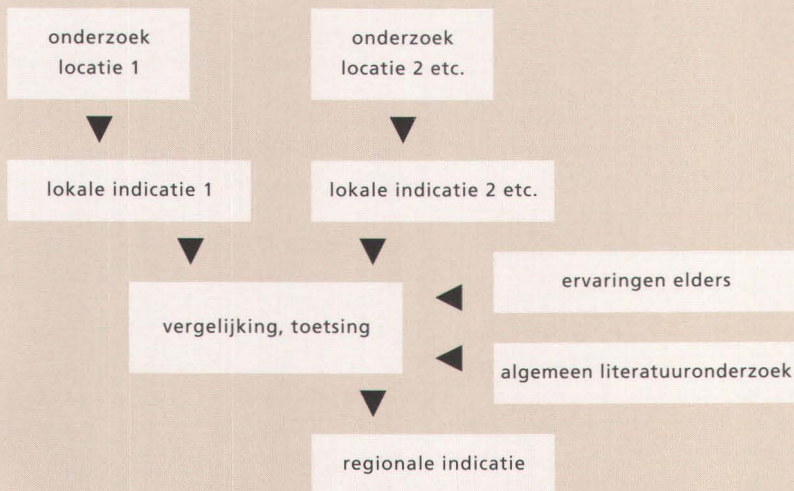 onderzoek
locatie 1
onderzoek
locatie 2 etc.
lokale indicatie 1
lokale indicatie 2 etc.
ervaringen elders
vergelijking, toetsing
algemeen literatuuronderzoek
regionale indicatie